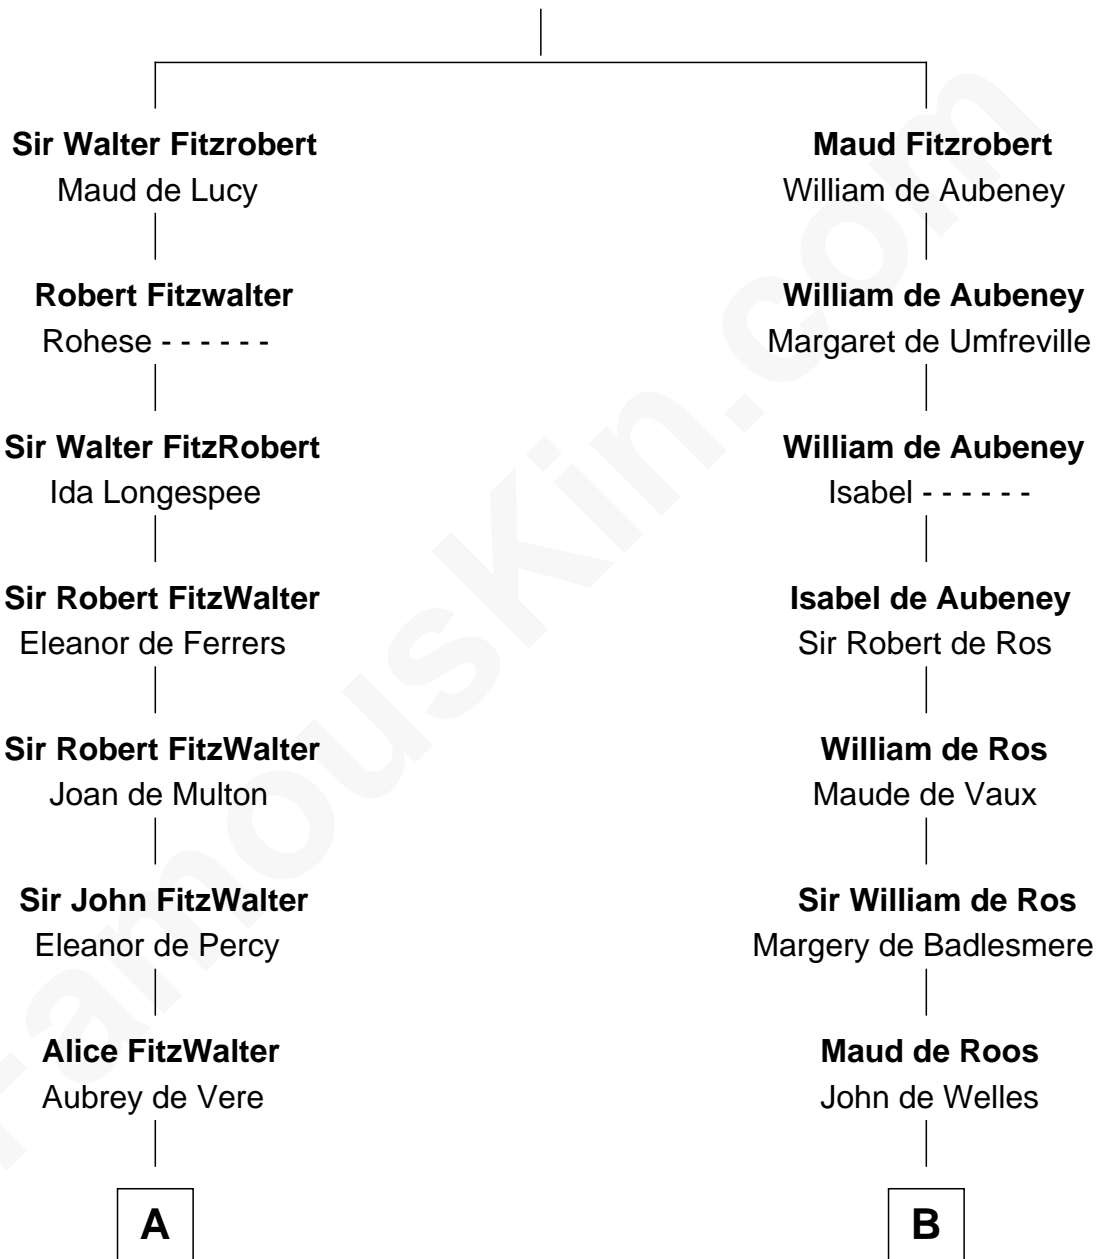 Sir Walter Fitzrobert
Maud de Lucy
Maud Fitzrobert
William de Aubeney
Robert Fitzwalter
Rohese - - - - - -
William de Aubeney
Margaret de Umfreville
Sir Walter FitzRobert
Ida Longespee
William de Aubeney
Isabel - - - - - -
Sir Robert FitzWalter
Eleanor de Ferrers
Isabel de Aubeney
Sir Robert de Ros
Sir Robert FitzWalter
Joan de Multon
William de Ros
Maude de Vaux
Sir John FitzWalter
Eleanor de Percy
Sir William de Ros
Margery de Badlesmere
Alice FitzWalter
Aubrey de Vere
Maud de Roos
John de Welles
A
B
FamousKin.com